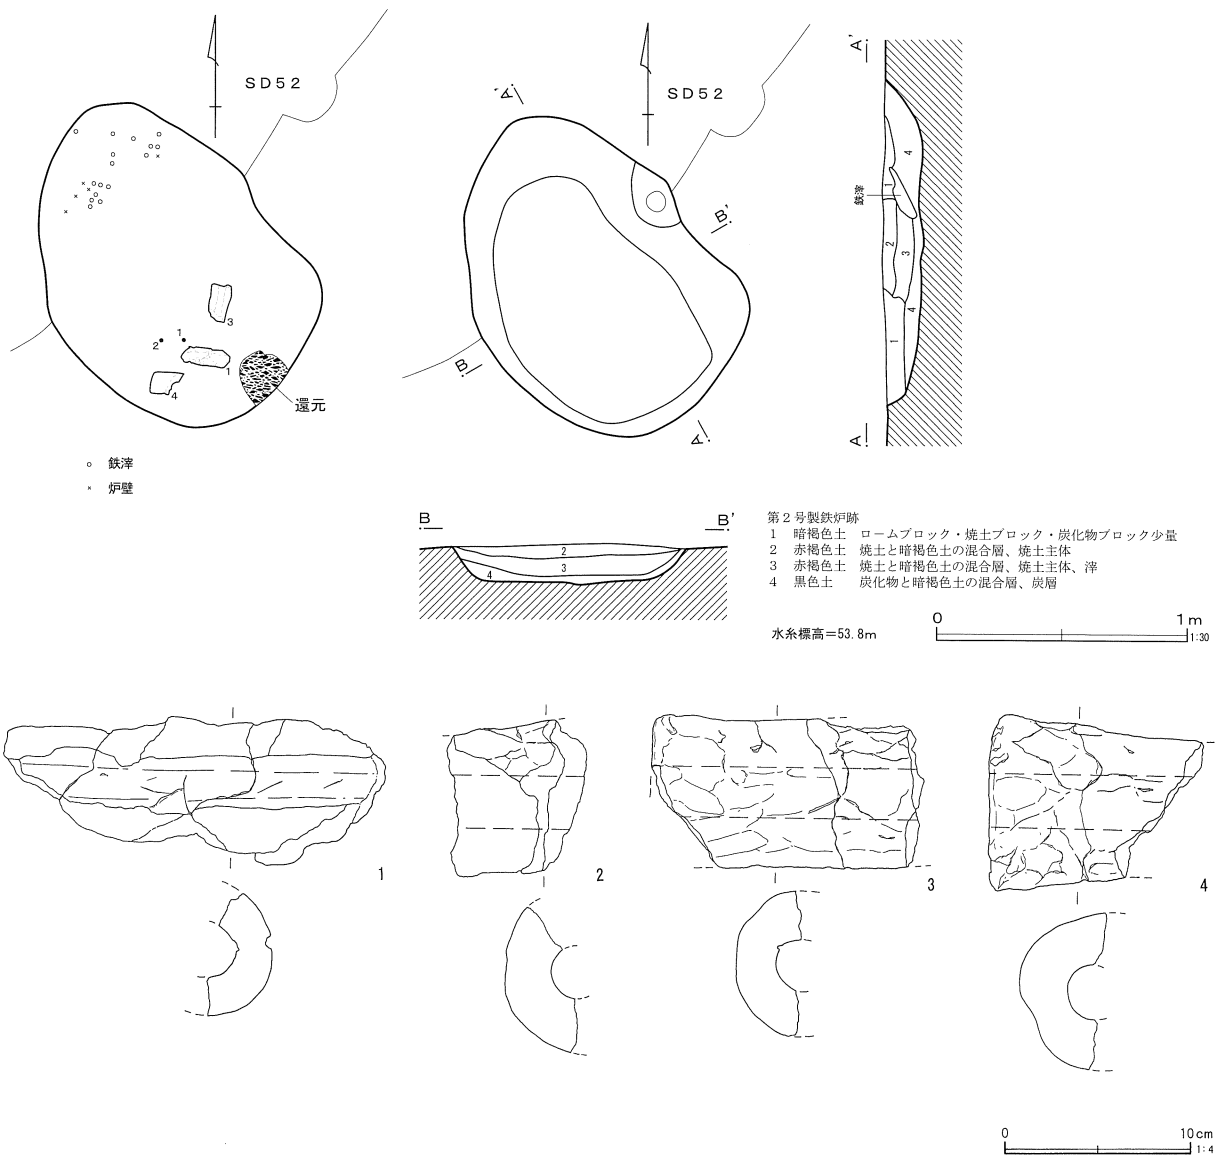 SD52
3
2 1
1
4
還元
○ 鉄滓
× 炉壁
A'
SD52
B'
B
A
A'
4
1
鉄滓
2
3
4
1
A
B B'
2
3
4
第2号製鉄炉跡
1 暗褐色土 ロームブロック・焼土ブロック・炭化物ブロック少量
2 赤褐色土 焼土と暗褐色土の混合層、焼土主体
3 赤褐色土 焼土と暗褐色土の混合層、焼土主体、滓
4 黒色土 炭化物と暗褐色土の混合層、炭層
水糸標高=53.8m
0 1m
1:30
1
2
3
4
0 10cm
1:4